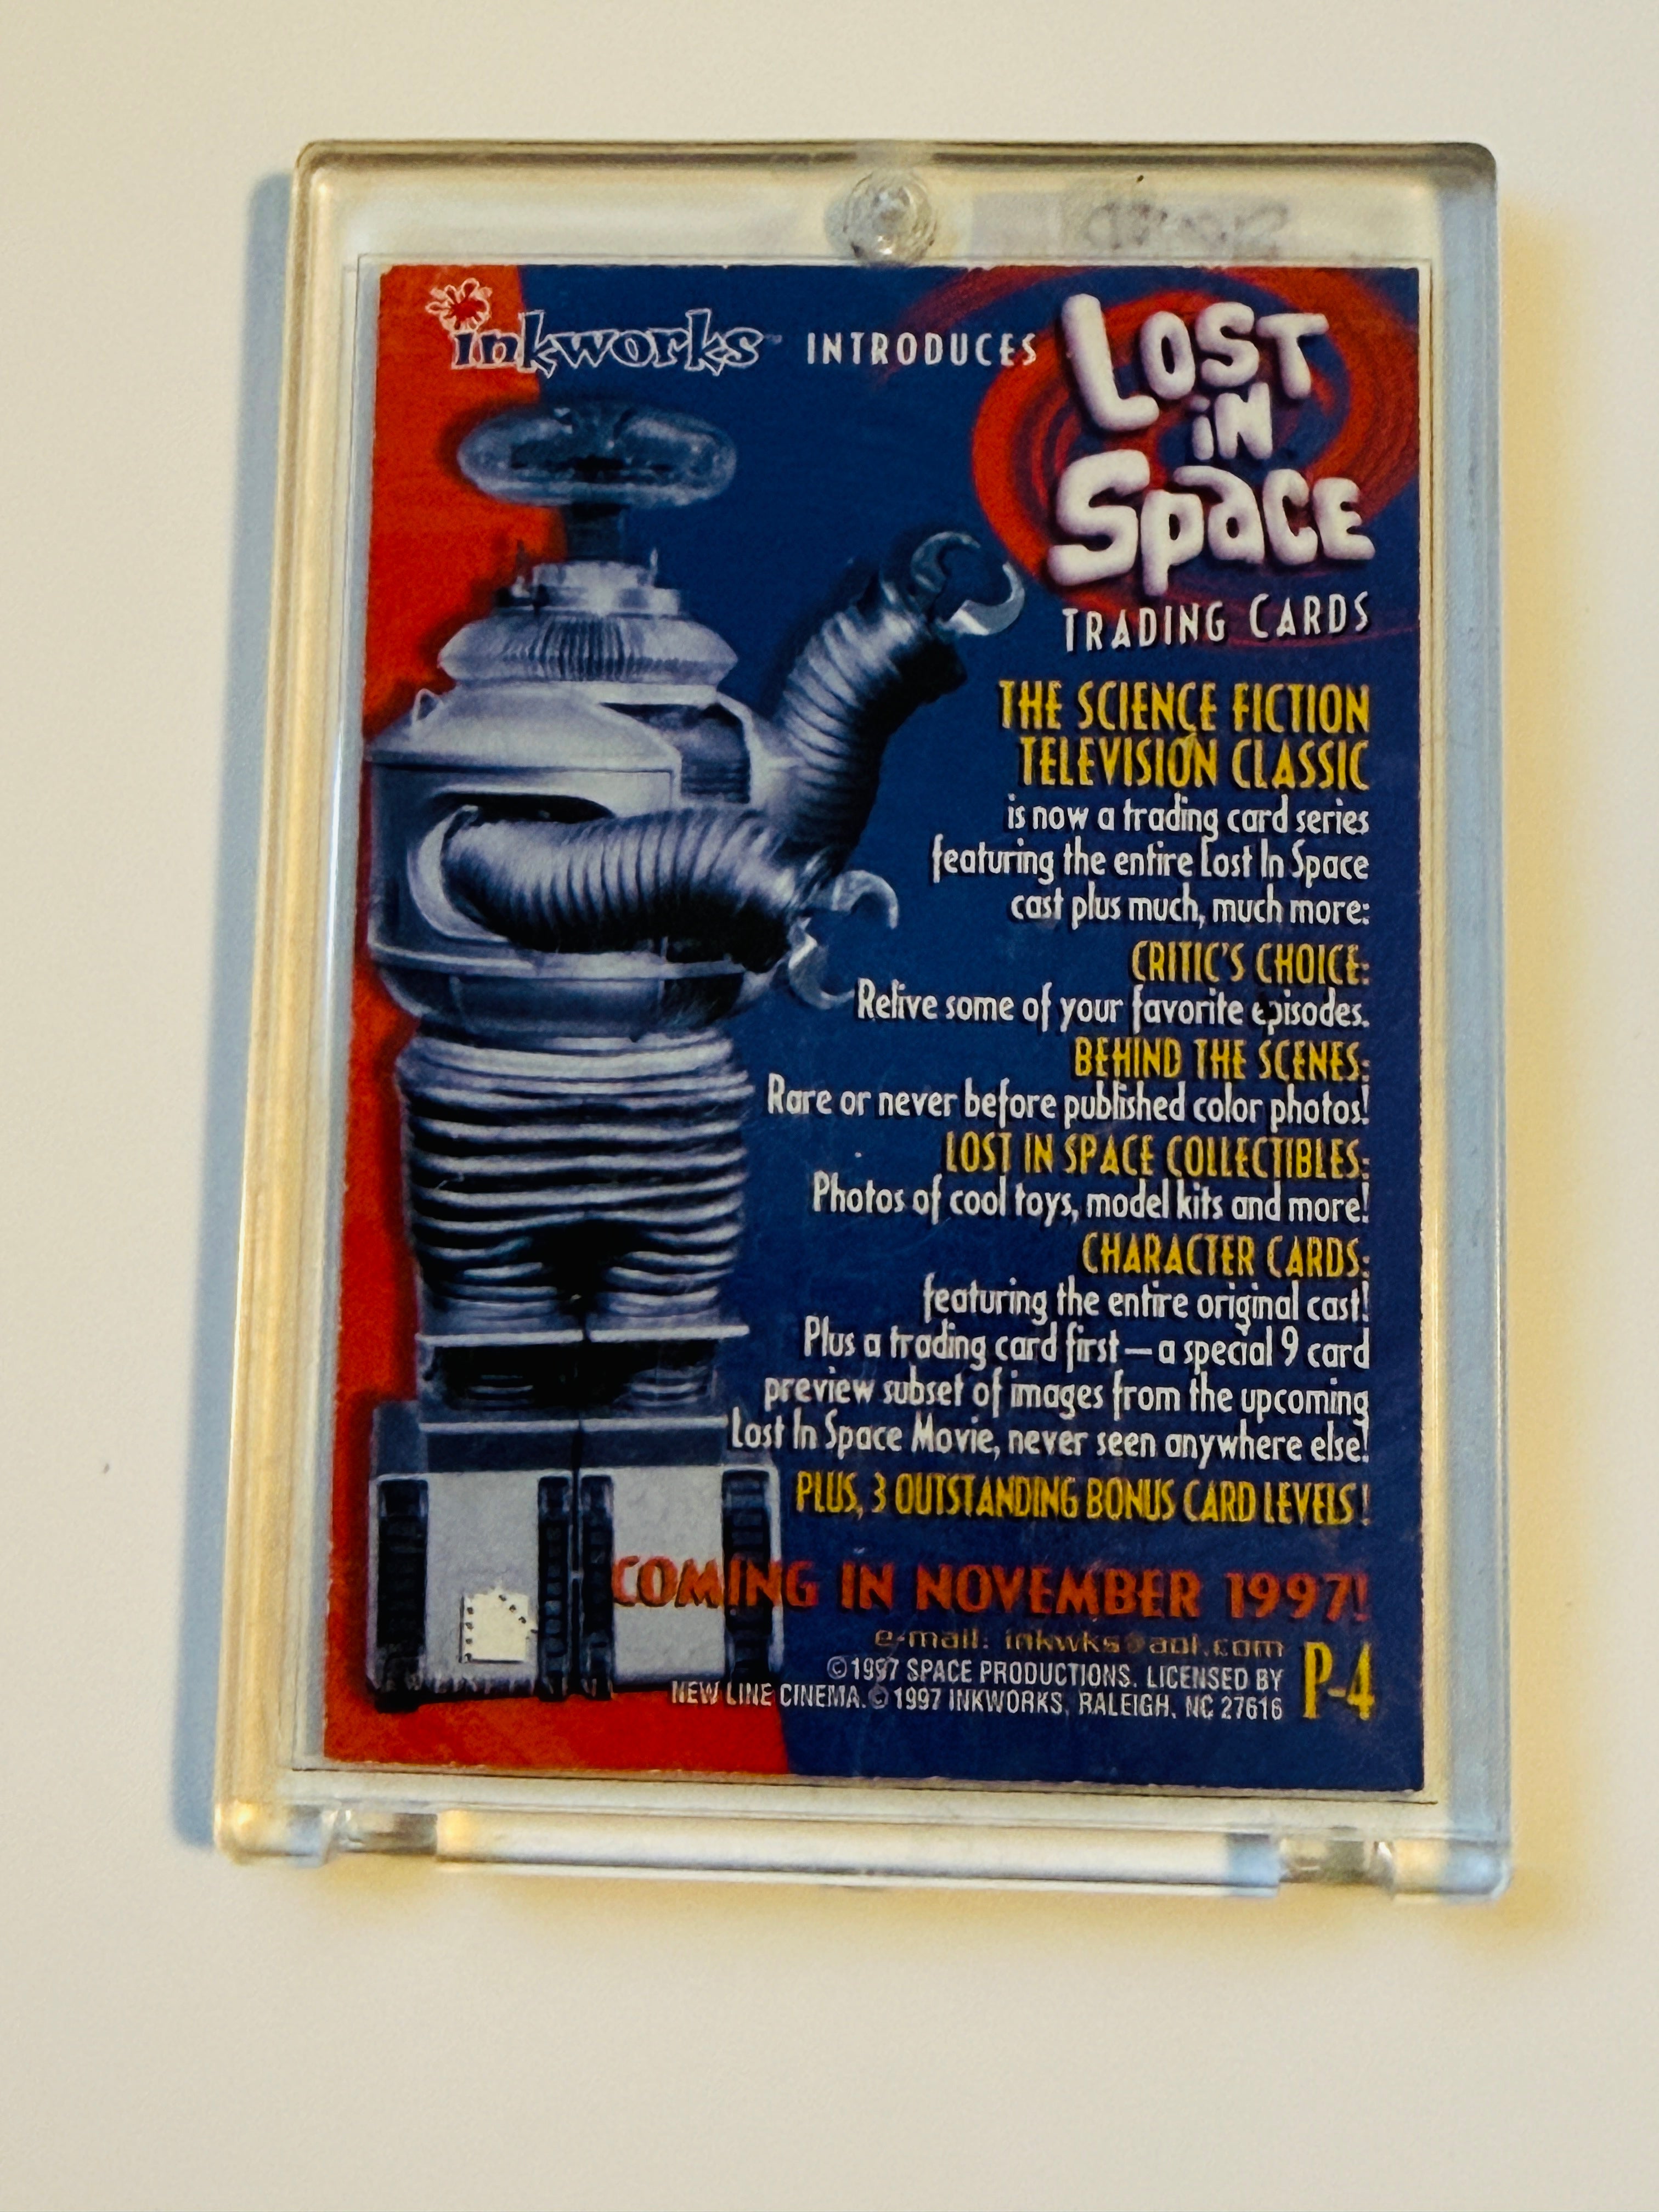 inkworks™ INTRODUCES
LOST
iN
Space
TRADING CARDS
THE SCIENCE FICTION
TELEVISION CLASSIC
is now a trading card series
featuring the entire Lost In Space
cast plus much, much more:
CRITIC'S CHOICE:
Relive some of your favorite episodes.
BEHIND THE SCENES:
Rare or never before published color photos!
LOST IN SPACE COLLECTIBLES:
Photos of cool toys, model kits and more!
CHARACTER CARDS:
featuring the entire original cast!
Plus a trading card first — a special 9 card
preview subset of images from the upcoming
Lost In Space Movie, never seen anywhere else!
PLUS, 3 OUTSTANDING BONUS CARD LEVELS!
COMING IN NOVEMBER 1997!
e-mail: inkwks@aol.com
©1997 SPACE PRODUCTIONS. LICENSED BY
NEW LINE CINEMA. © 1997 INKWORKS, RALEIGH, NC 27616
P-4